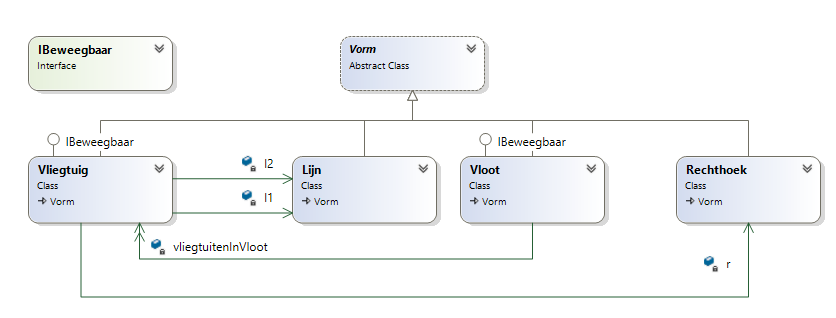 IBeweegbaar
Interface
Vorm
Abstract Class
IBeweegbaar
Vliegtuig
Class
Vorm
l2
l1
Lijn
Class
Vorm
IBeweegbaar
Vloot
Class
Vorm
Rechthoek
Class
Vorm
vliegtuitenInVloot
r